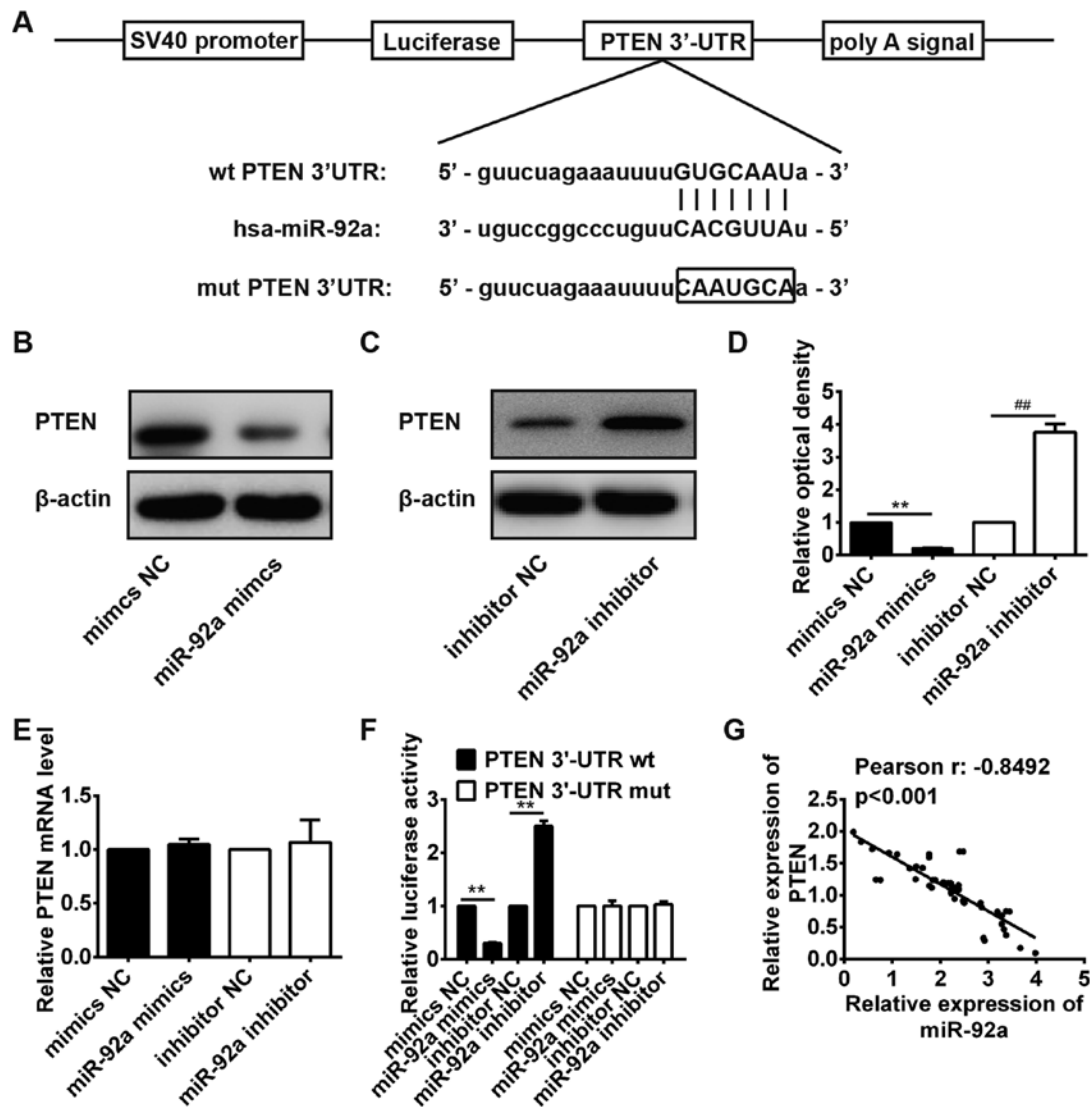 A
SV40 promoter
Luciferase
PTEN 3'-UTR
poly A signal
wt PTEN 3'UTR: 5' - guucuagaaauuuuGUGCAAUa - 3'
hsa-miR-92a: 3' - uguccggcccuguuCACGUUAu - 5'
mut PTEN 3'UTR: 5' - guucuagaaauuuuCAAUGCAa - 3'
B
PTEN
β-actin
mimcs NC
miR-92a mimcs
C
PTEN
β-actin
inhibitor NC
miR-92a inhibitor
D
Relative optical density
5
4
3
2
1
0
**
##
mimics NC
miR-92a mimics
inhibitor NC
miR-92a inhibitor
E
Relative PTEN mRNA level
1.5
1.0
0.5
0.0
mimics NC
miR-92a mimics
inhibitor NC
miR-92a inhibitor
F
PTEN 3'-UTR wt
PTEN 3'-UTR mut
Relative luciferase activity
3
2
1
0
**
**
mimics NC
miR-92a mimics
inhibitor NC
miR-92a inhibitor
mimics NC
miR-92a mimics
inhibitor NC
miR-92a inhibitor
G
Pearson r: -0.8492
p<0.001
Relative expression of
PTEN
2.5
2.0
1.5
1.0
0.5
0.0
0 1 2 3 4 5
Relative expression of
miR-92a